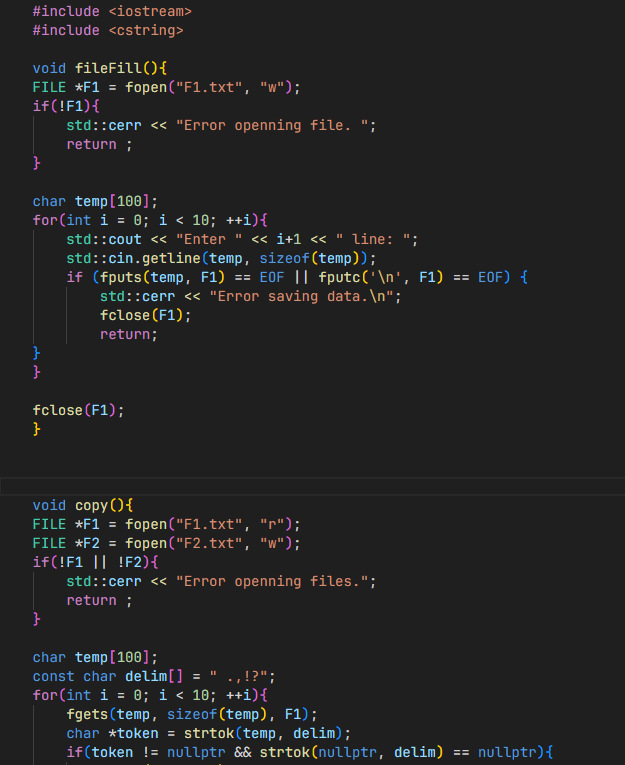 #include <iostream>
#include <cstring>
void fileFill(){
FILE *F1 = fopen("F1.txt", "w");
if(!F1){
std::cerr << "Error openning file. ";
return ;
}
char temp[100];
for(int i = 0; i < 10; ++i){
std::cout << "Enter " << i+1 << " line: ";
std::cin.getline(temp, sizeof(temp));
if (fputs(temp, F1) == EOF || fputc('\n', F1) == EOF) {
std::cerr << "Error saving data.\n";
fclose(F1);
return;
}
}
fclose(F1);
}
void copy(){
FILE *F1 = fopen("F1.txt", "r");
FILE *F2 = fopen("F2.txt", "w");
if(!F1 || !F2){
std::cerr << "Error openning files.";
return ;
}
char temp[100];
const char delim[] = " .,!?";
for(int i = 0; i < 10; ++i){
fgets(temp, sizeof(temp), F1);
char *token = strtok(temp, delim);
if(token != nullptr && strtok(nullptr, delim) == nullptr){